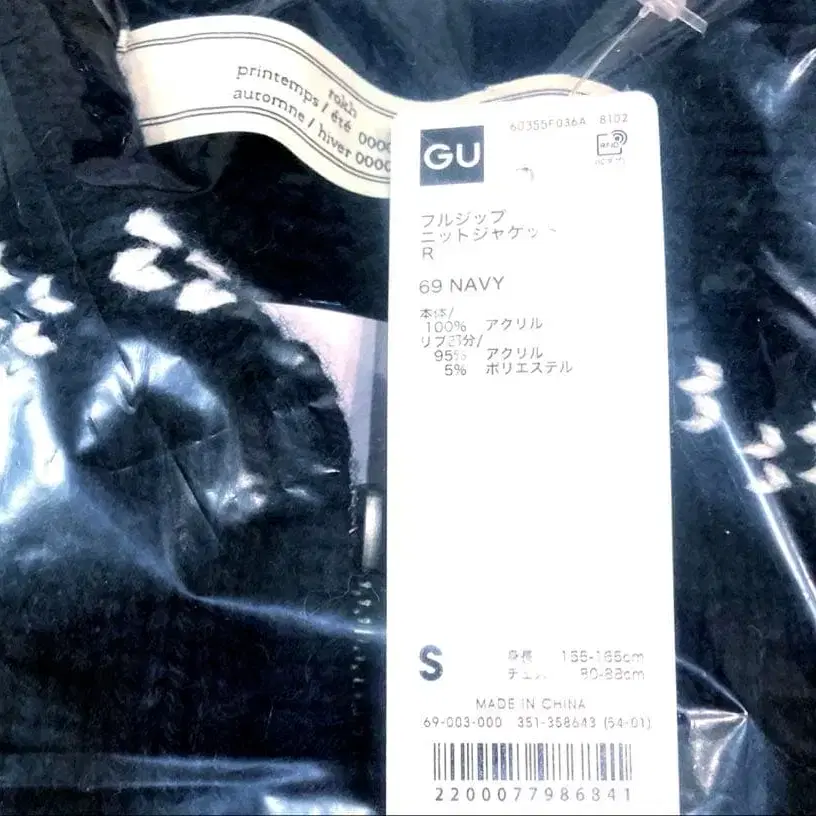 rokh
printemps / été 0000
automne / hiver 0000
GU
60355F036A 8102
RFID
フルジップ
ニットジャケット
R
69 NAVY
本体/
100% アクリル
リブ部分/
95% アクリル
5% ポリエステル
S
身長 155-165cm
チェスト 80-88cm
MADE IN CHINA
69-003-000 351-358643 (54-01)
2200077986841